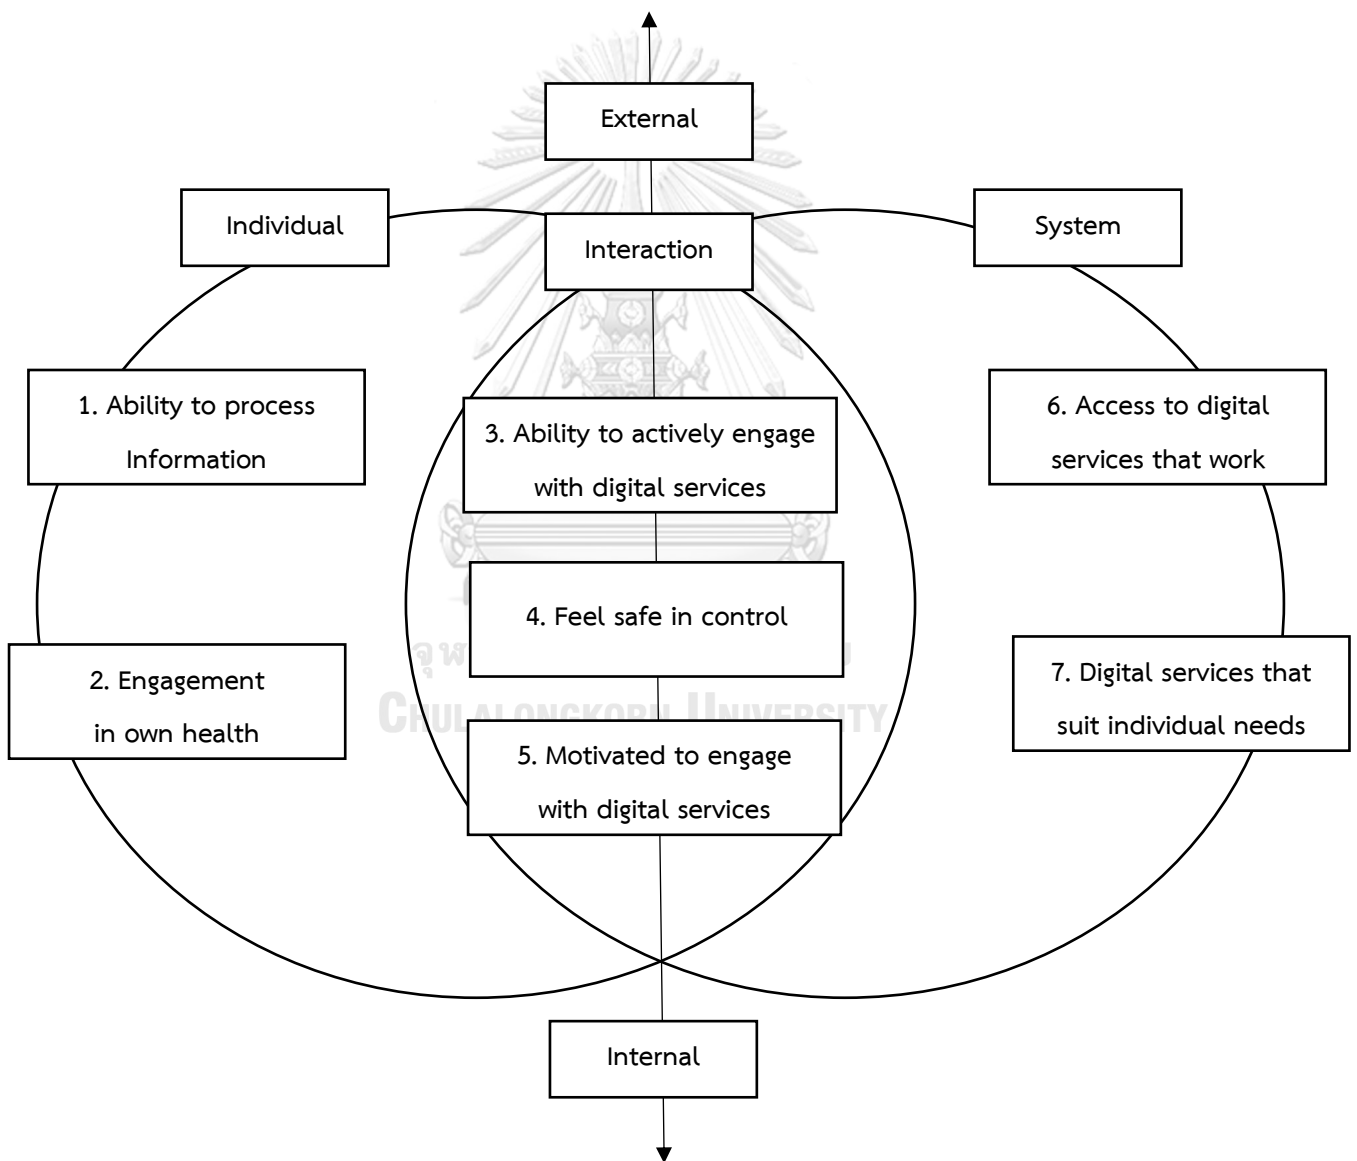 External
Individual
Interaction
System
1. Ability to process
Information
3. Ability to actively engage
with digital services
6. Access to digital
services that work
4. Feel safe in control
2. Engagement
in own health
7. Digital services that
suit individual needs
CHULALONGKORN UNIVERSITY
5. Motivated to engage
with digital services
Internal